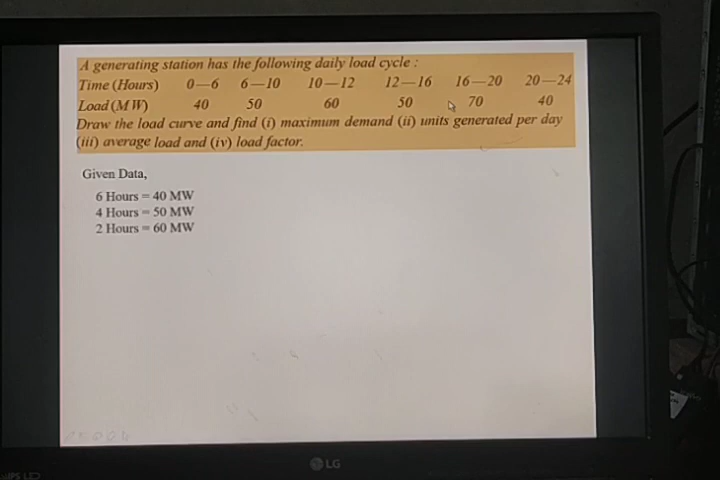 A generating station has the following daily load cycle :
Time (Hours) 0—6 6—10 10—12 12—16 16—20 20—24
Load (MW) 40 50 60 50 70 40
Draw the load curve and find (i) maximum demand (ii) units generated per day
(iii) average load and (iv) load factor.
Given Data,
6 Hours = 40 MW
4 Hours = 50 MW
2 Hours = 60 MW
LG